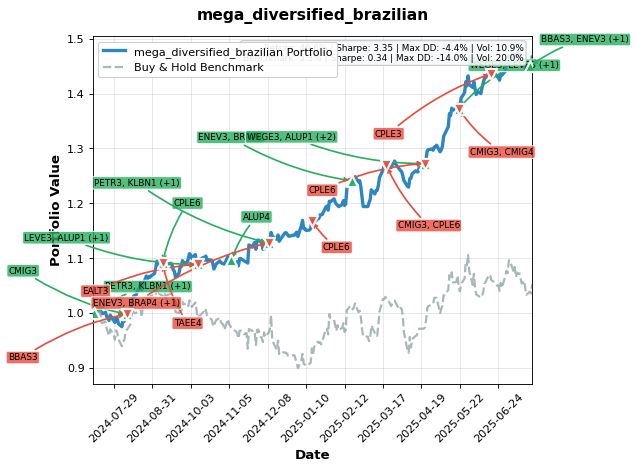 mega_diversified_brazilian
mega_diversified_brazilian Portfolio
Buy & Hold Benchmark
Sharpe: 3.35 | Max DD: -4.4% | Vol: 10.9%
Sharpe: 0.34 | Max DD: -14.0% | Vol: 20.0%
BBAS3, ENEV3 (+1)
WEGE3, LEVE3 (+1)
CPLE3
CMIG3, CMIG4
WEGE3, ALUP1 (+2)
PETR3, KLBN1 (+1)
CPLE6
CPLE6
ALUP4
CMIG3, CPLE6
LEVE3, ALUP1 (+1)
CPLE6
CMIG3
PETR3, KLBN1 (+1)
EALT3
ENEV3, BRAP4 (+1)
TAEE4
BBAS3
Portfolio Value
1.5
1.4
1.3
1.2
1.1
1.0
0.9
2024-07-29
2024-08-31
2024-10-03
2024-11-05
2024-12-08
2025-01-10
2025-02-12
2025-03-17
2025-04-19
2025-05-22
2025-06-24
Date